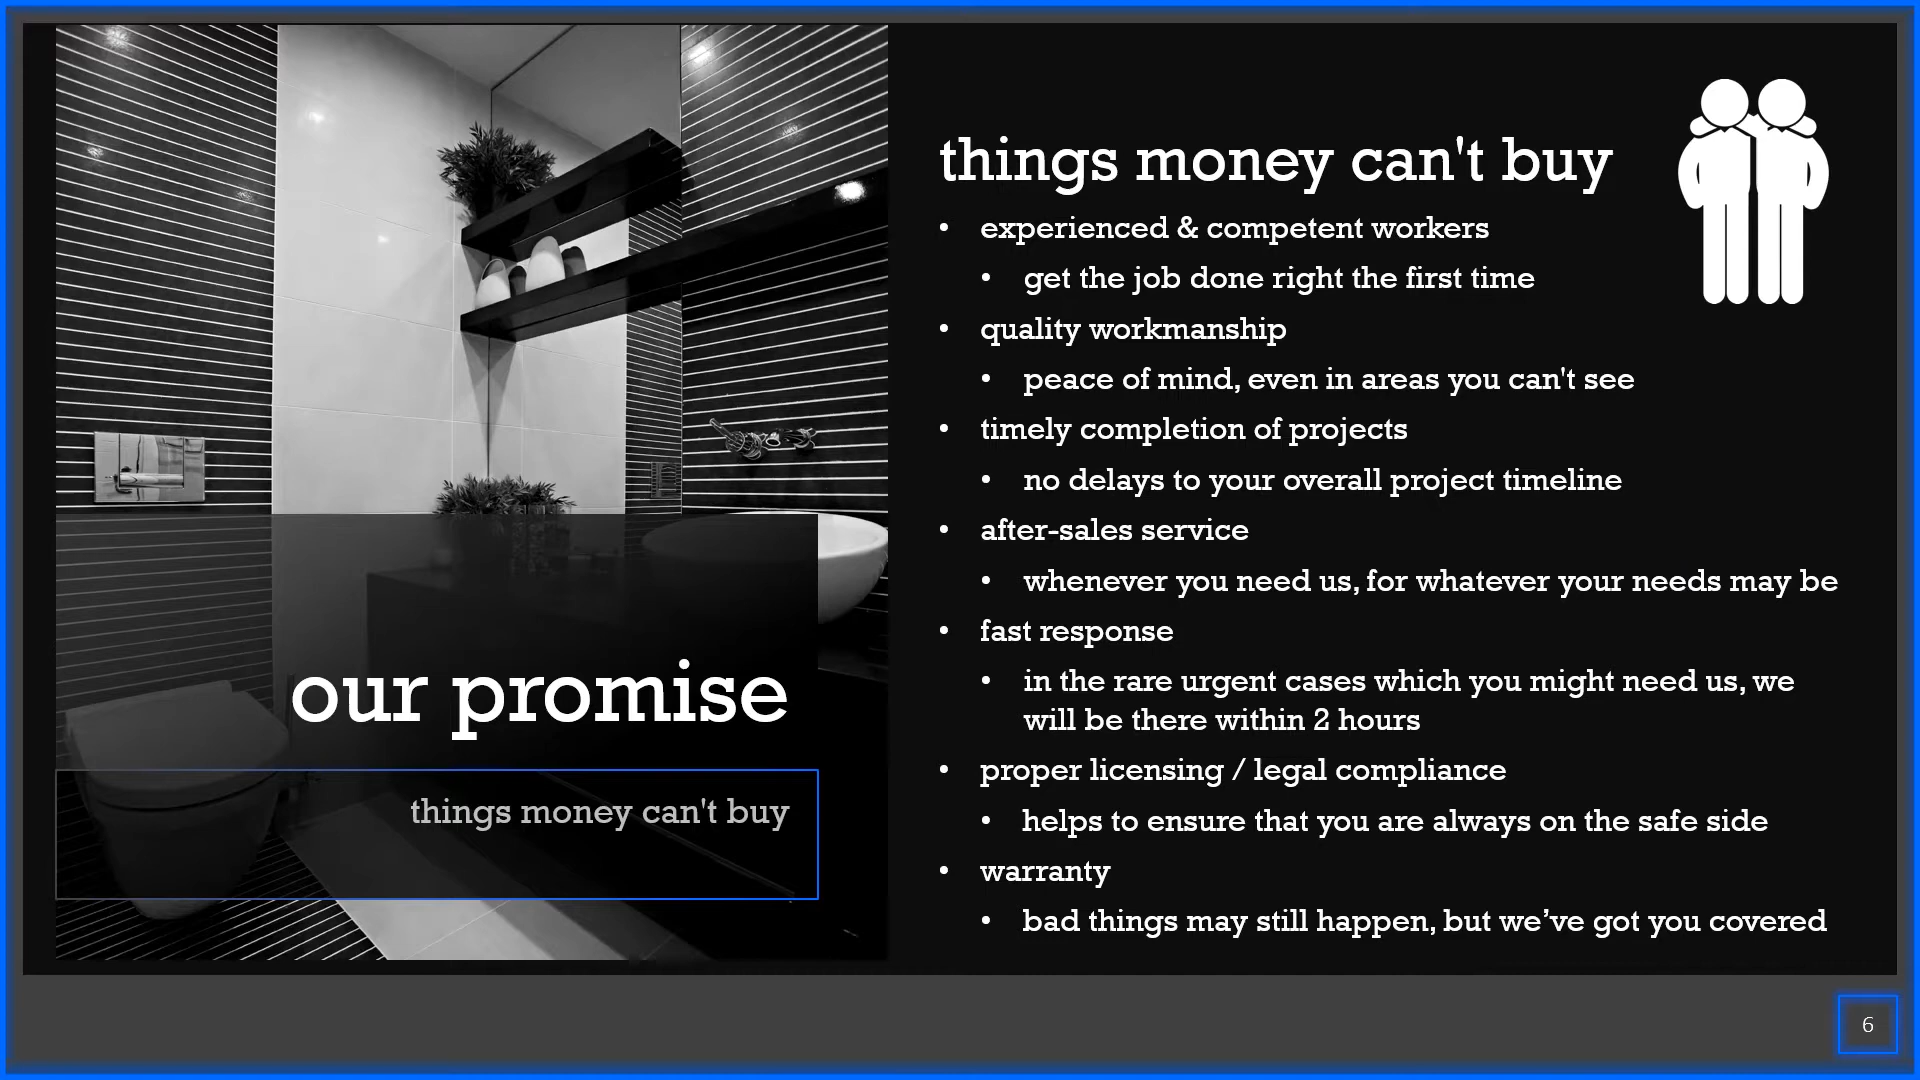 our promise
things money can't buy
things money can't buy
• experienced & competent workers
• get the job done right the first time
• quality workmanship
• peace of mind, even in areas you can't see
• timely completion of projects
• no delays to your overall project timeline
• after-sales service
• whenever you need us, for whatever your needs may be
• fast response
• in the rare urgent cases which you might need us, we
will be there within 2 hours
• proper licensing / legal compliance
• helps to ensure that you are always on the safe side
• warranty
• bad things may still happen, but we’ve got you covered
6